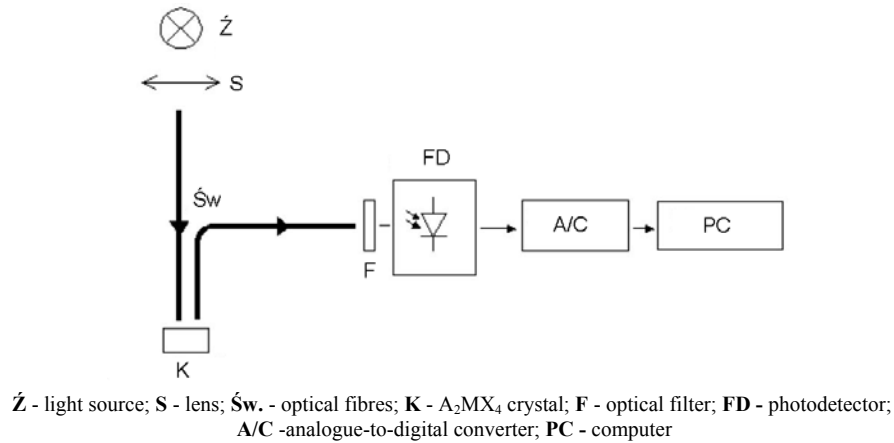 Ź
S
FD
Św
A/C
PC
F
K
Ź - light source; S - lens; Św. - optical fibres; K - A₂MX₄ crystal; F - optical filter; FD - photodetector;
A/C -analogue-to-digital converter; PC - computer